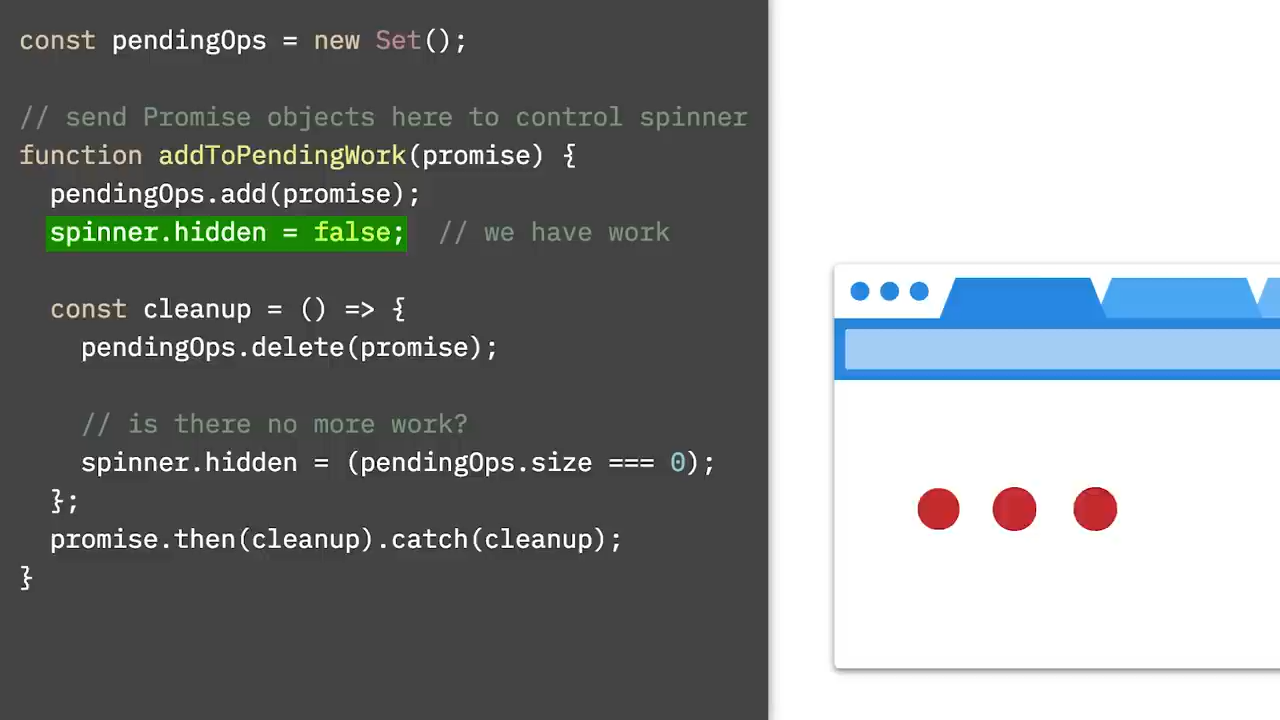 const pendingOps = new Set();
// send Promise objects here to control spinner
function addToPendingWork(promise) {
pendingOps.add(promise);
spinner.hidden = false; // we have work
const cleanup = () => {
pendingOps.delete(promise);
// is there no more work?
spinner.hidden = (pendingOps.size === 0);
};
promise.then(cleanup).catch(cleanup);
}